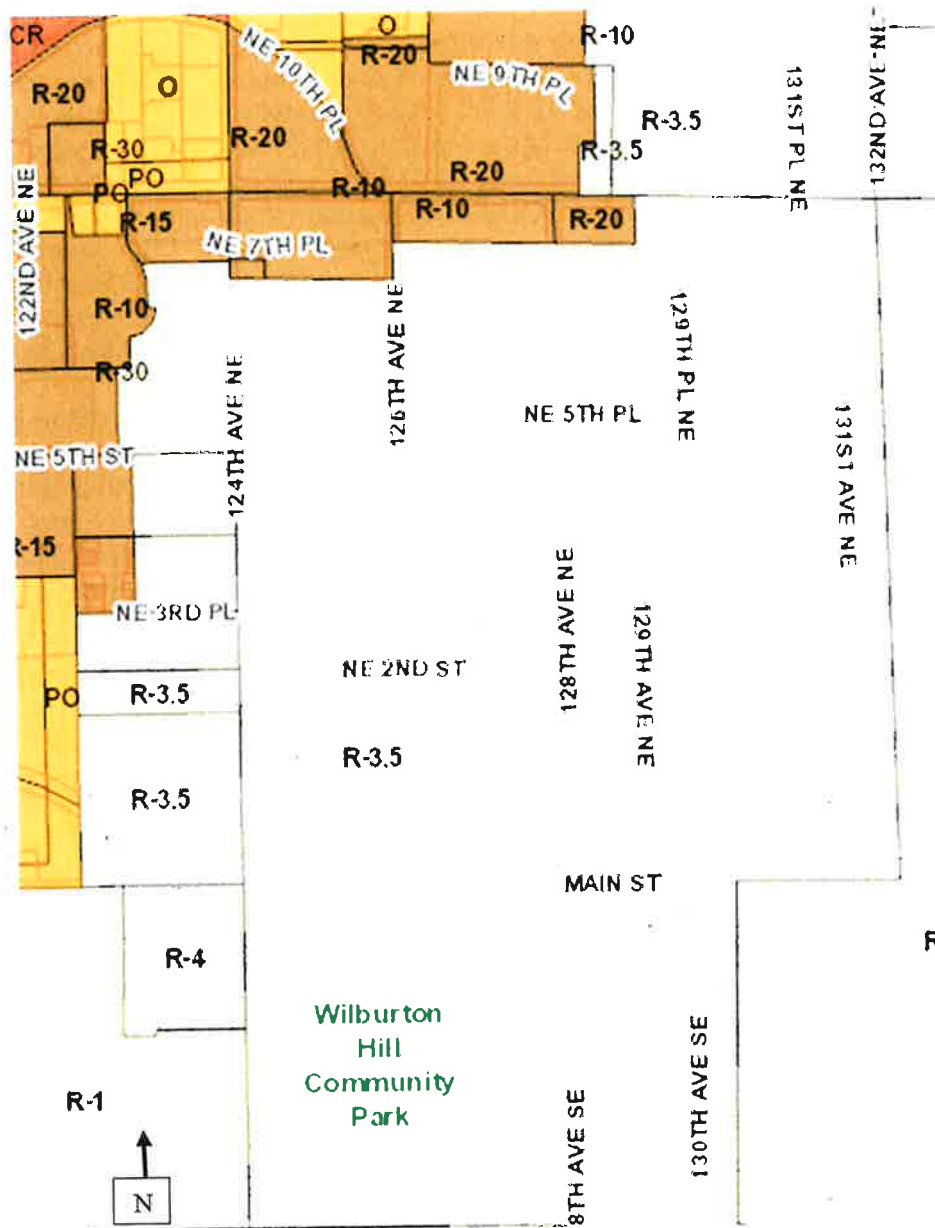 CR
O
R-10
R-20
132ND AVE NE
NE 10TH PL
NE 9TH PL
131ST PL NE
O
R-20
R-20
R-3.5
R-30
R-3.5
PO
R-20
R-10
PO
R-15
R-10
R-20
122ND AVE NE
NE 7TH PL
R-10
129TH PL NE
R-30
126TH AVE NE
124TH AVE NE
NE 5TH PL
NE 5TH ST
131ST AVE NE
R-15
128TH AVE NE
NE 3RD PL
129TH AVE NE
NE 2ND ST
PO
R-3.5
R-3.5
R-3.5
MAIN ST
R-4
Wilburton
Hill
Community
Park
130TH AVE SE
R-1
8TH AVE SE
N